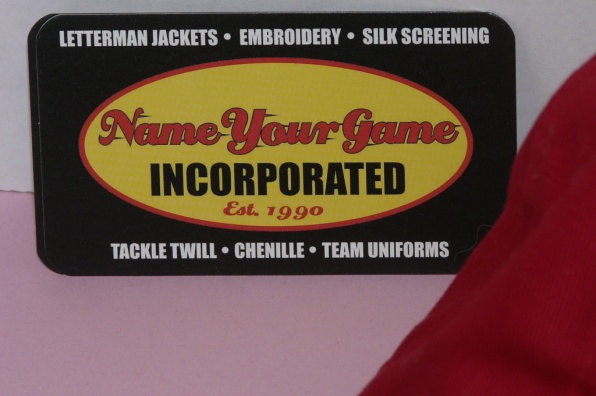 LETTERMAN JACKETS • EMBROIDERY • SILK SCREENING
Name Your Game
INCORPORATED
Est. 1990
TACKLE TWILL • CHENILLE • TEAM UNIFORMS